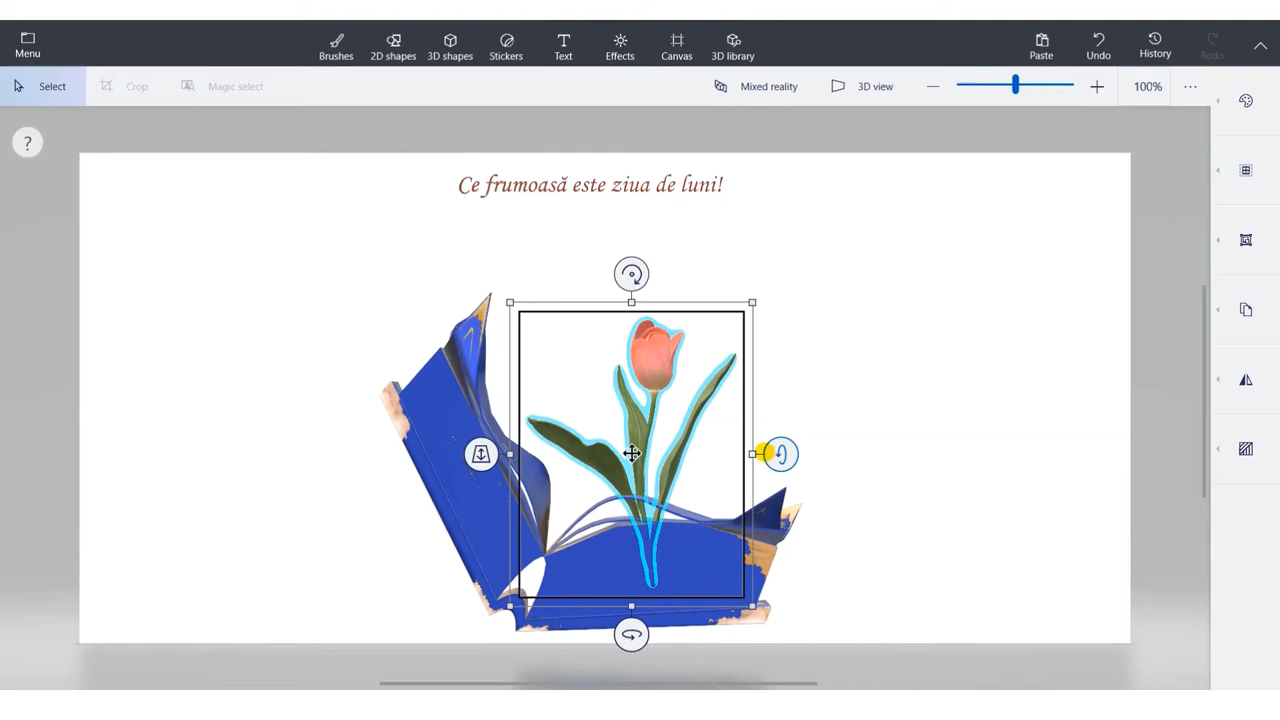 Menu
Brushes
2D shapes
3D shapes
Stickers
Text
Effects
Canvas
3D library
Paste
Undo
History
Redo
Select
Crop
Magic select
Mixed reality
3D view
100%
?
Ce frumoasă este ziua de luni!